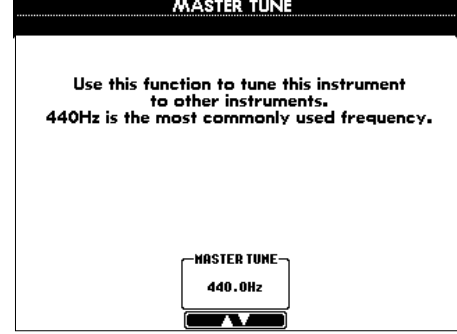 MASTER TUNE
Use this function to tune this instrument
to other instruments.
440Hz is the most commonly used frequency.
MASTER TUNE
440.0Hz